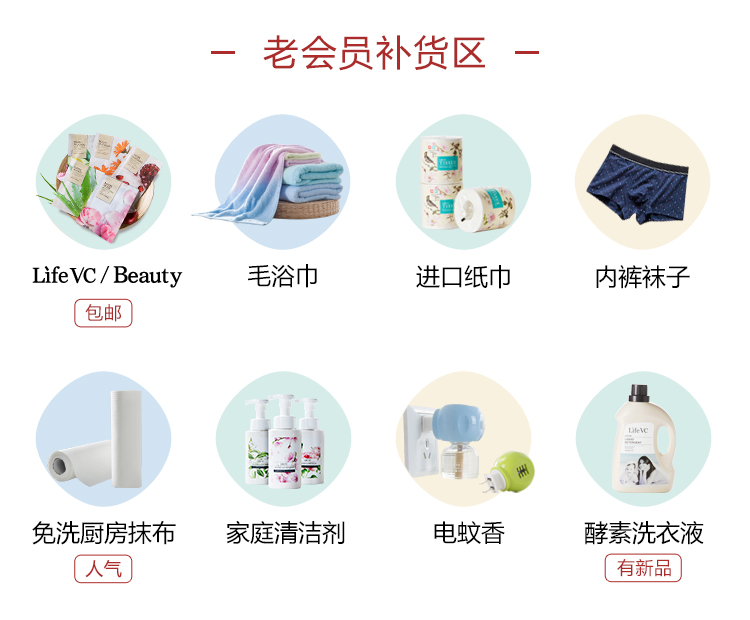 老会员补货区
LifeVC / Beauty
毛浴巾
进口纸巾
内裤袜子
包邮
LifeVC
免洗厨房抹布
家庭清洁剂
电蚊香
酵素洗衣液
人气
有新品